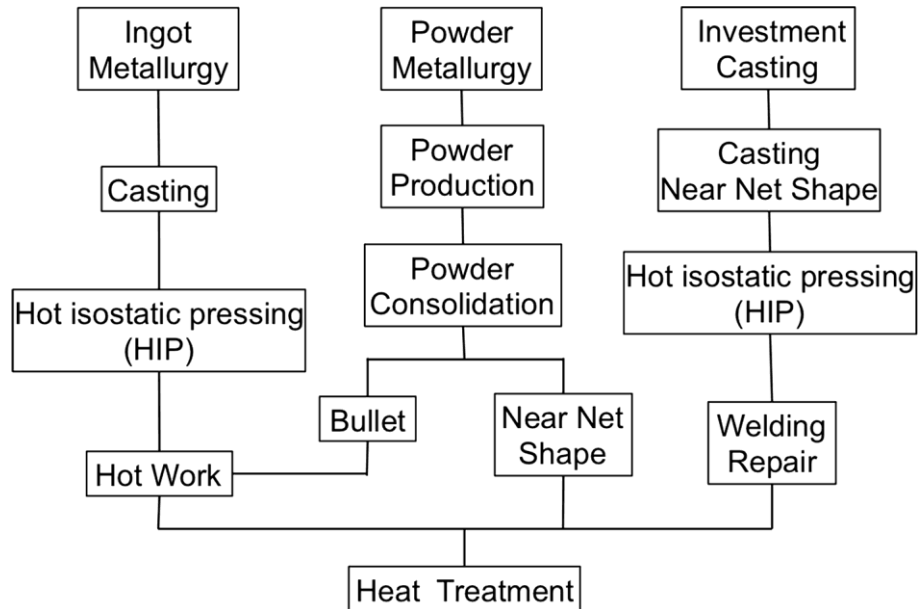 Ingot
Metallurgy
Powder
Metallurgy
Investment
Casting
Casting
Powder
Production
Casting
Near Net Shape
Hot isostatic pressing
(HIP)
Powder
Consolidation
Hot isostatic pressing
(HIP)
Bullet
Near Net
Shape
Welding
Repair
Hot Work
Heat Treatment